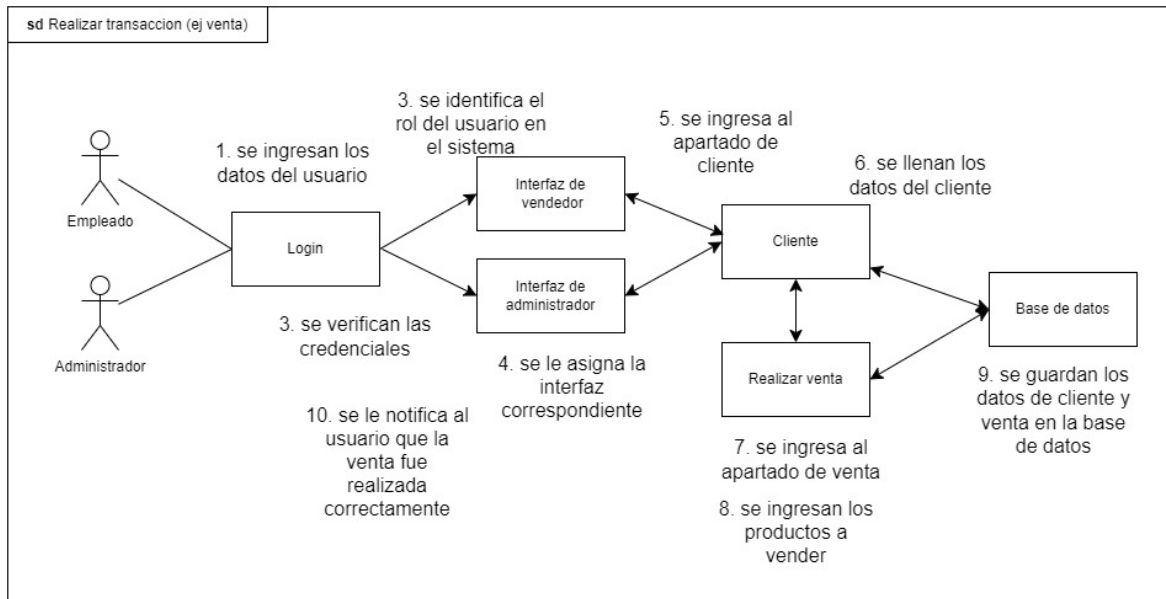 sd Realizar transaccion (ej venta)
3. se identifica el
rol del usuario en
el sistema
5. se ingresa al
apartado de
cliente
1. se ingresan los
datos del usuario
6. se llenan los
datos del cliente
Empleado
Login
Interfaz de
vendedor
Cliente
Interfaz de
administrador
Base de datos
Administrador
3. se verifican las
credenciales
4. se le asigna la
interfaz
correspondiente
Realizar venta
9. se guardan los
datos de cliente y
venta en la base
de datos
10. se le notifica al
usuario que la
venta fue
realizada
correctamente
7. se ingresa al
apartado de venta
8. se ingresan los
productos a
vender